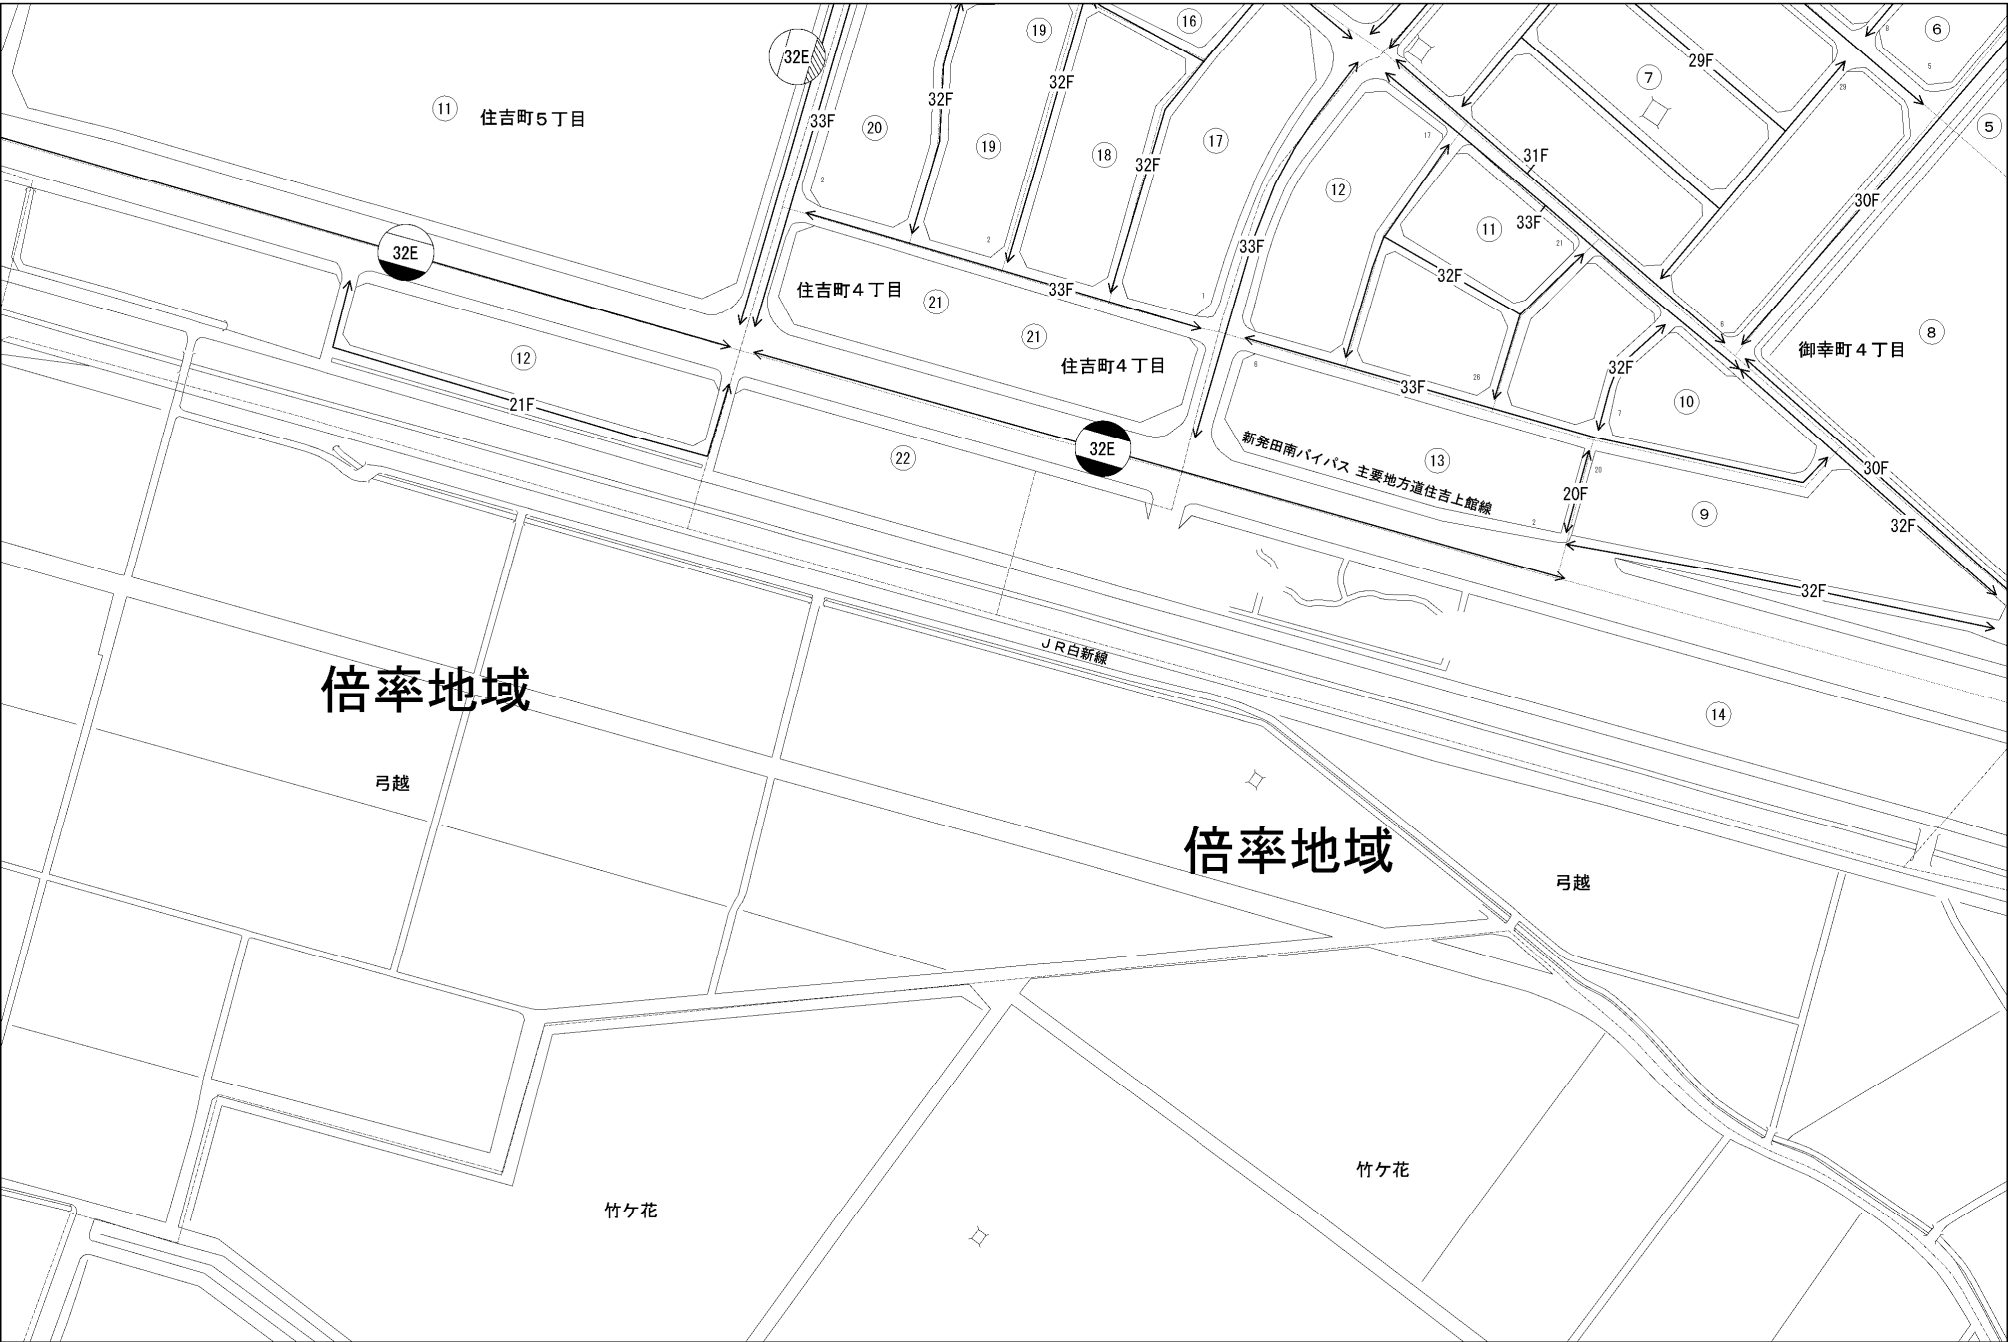 16
19
6
32E
29F
7
11
住吉町５丁目
32F
32F
33F
20
19
18
32F
17
5
12
31F
30F
33F
11
33F
32E
32F
住吉町４丁目
21
33F
21
住吉町４丁目
8
御幸町４丁目
12
32F
33F
10
21F
22
32E
新発田南バイパス 主要地方道住吉上館線
13
30F
20F
9
32F
32F
ＪＲ白新線
倍率地域
14
弓越
倍率地域
弓越
竹ケ花
竹ケ花